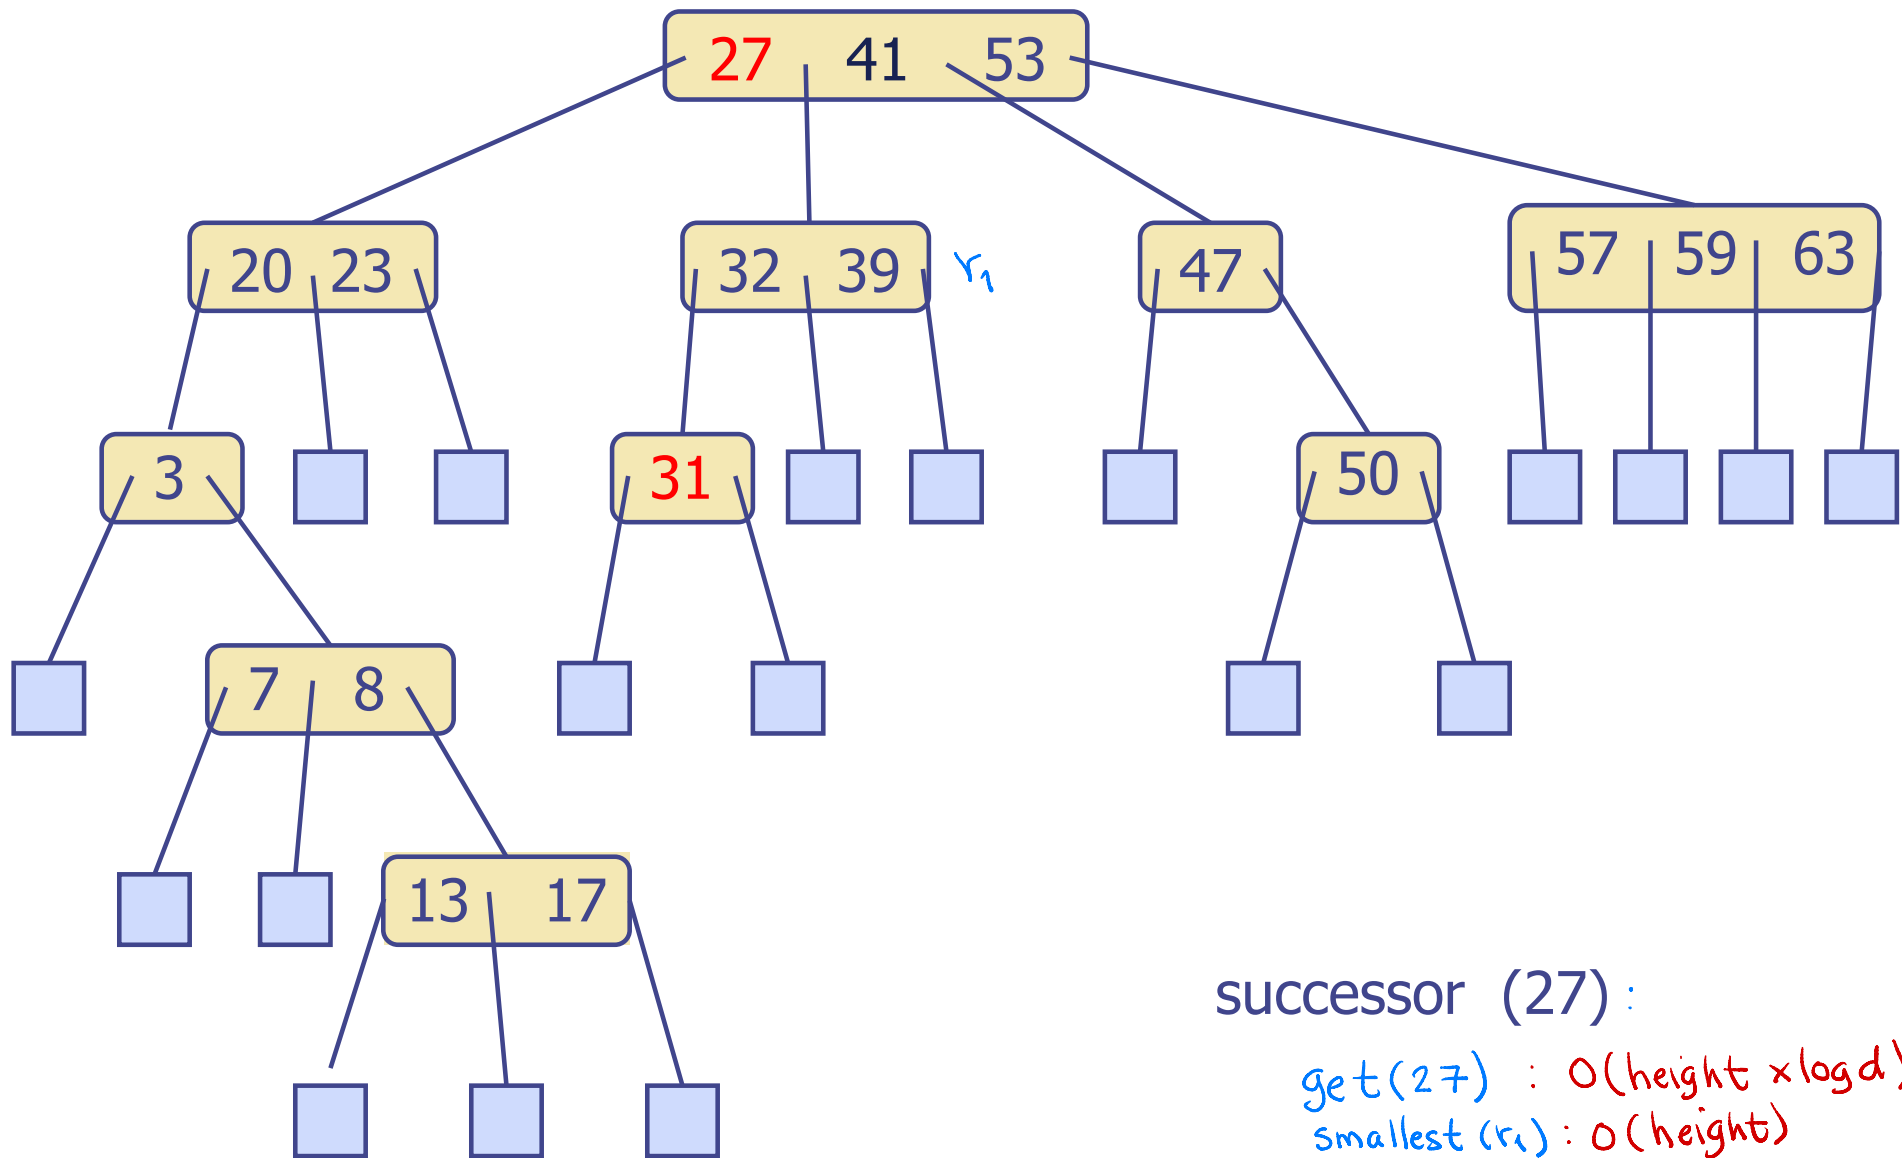 27 41 53
20 23
32 39 r₁
47
57 59 63
3
31
50
7 8
13 17
successor (27) :
get(27) : O(height × log d)
smallest (r₁) : O(height)